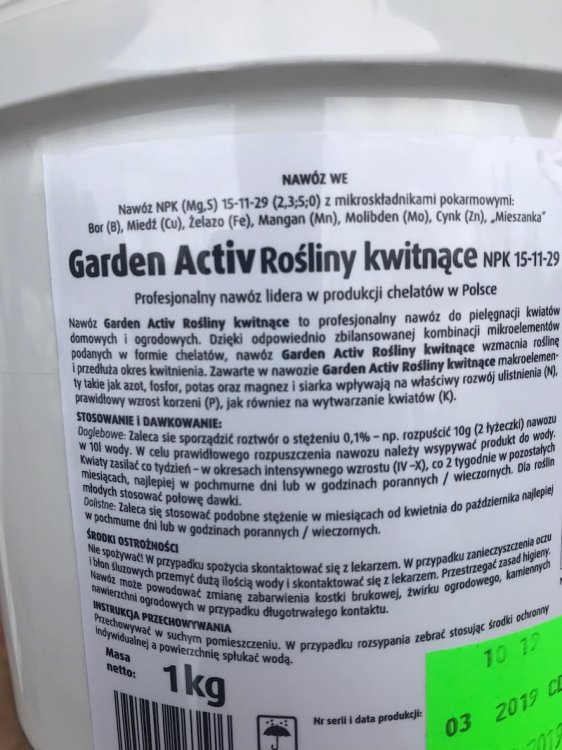 NAWÓZ WE
Nawóz NPK (Mg,S) 15-11-29 (2,3;5;0) z mikroskładnikami pokarmowymi:
Bor (B), Miedź (Cu), Żelazo (Fe), Mangan (Mn), Molibden (Mo), Cynk (Zn), „Mieszanka"
Garden Activ Rośliny kwitnące NPK 15-11-29
Profesjonalny nawóz lidera w produkcji chelatów w Polsce
Nawóz Garden Activ Rośliny kwitnące to profesjonalny nawóz do pielęgnacji kwiatów
domowych i ogrodowych. Dzięki odpowiednio zbilansowanej kombinacji mikroelementów
podanych w formie chelatów, nawóz Garden Activ Rośliny kwitnące wzmacnia roślinę
i przedłuża okres kwitnienia. Zawarte w nawozie Garden Activ Rośliny kwitnące makroelemen-
ty takie jak azot, fosfor, potas oraz magnez i siarka wpływają na właściwy rozwój ulistnienia (N),
prawidłowy wzrost korzeni (P), jak również na wytwarzanie kwiatów (K).
STOSOWANIE i DAWKOWANIE:
Doglebowe: Zaleca sie sporządzić roztwór o stężeniu 0,1% – np. rozpuścić 10g (2 łyżeczki) nawozu
w 10l wody. W celu prawidłowego rozpuszczenia nawozu należy wsypywać produkt do wody.
Kwiaty zasilać co tydzień – w okresach intensywnego wzrostu (IV –X), co 2 tygodnie w pozostałych
miesiącach, najlepiej w pochmurne dni lub w godzinach porannych / wieczornych. Dla roślin
młodych stosować połowę dawki.
Dolistne: Zaleca się stosować podobne stężenie w miesiącach od kwietnia do października najlepiej
w pochmurne dni lub w godzinach porannych / wieczornych.
ŚRODKI OSTROŻNOŚCI
Nie spożywać! W przypadku spożycia skontaktować się z lekarzem. W przypadku zanieczyszczenia oczu
i błon śluzowych przemyć dużą ilością wody i skontaktować się z lekarzem. Przestrzegać zasad higieny.
Nawóz może powodować zmianę zabarwienia kostki brukowej, żwirku ogrodowego, kamiennych
nawierzchni ogrodowych w przypadku długotrwałego kontaktu.
INSTRUKCJA PRZECHOWYWANIA
Przechowywać w suchym pomieszczeniu. W przypadku rozsypania zebrać stosując środki ochronny
indywidualnej a powierzchnię spłukać wodą.
Masa
netto: 1kg
Nr serii i data produkcji:
10 19
03 2019 CD
2019